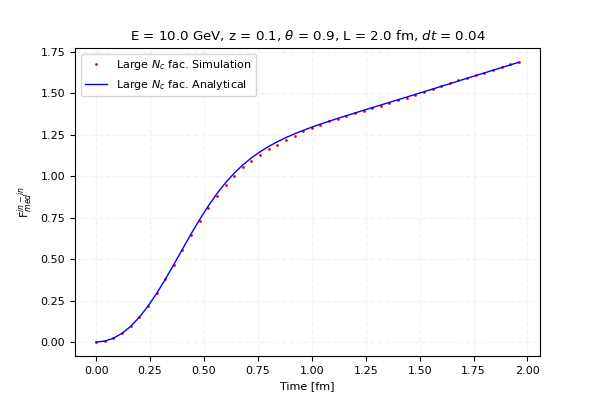 E = 10.0 GeV, z = 0.1, θ = 0.9, L = 2.0 fm, dt = 0.04
Large N_c fac. Simulation
Large N_c fac. Analytical
1.75
1.50
1.25
1.00
0.75
0.50
0.25
0.00
F_{med}^{in−in}
0.00 0.25 0.50 0.75 1.00 1.25 1.50 1.75 2.00
Time [fm]